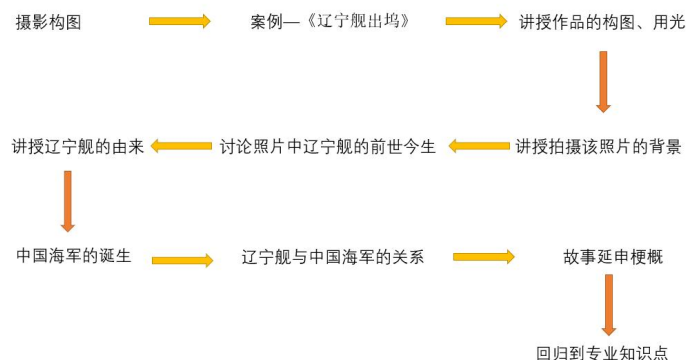 摄影构图
案例—《辽宁舰出坞》
讲授作品的构图、用光
讲授拍摄该照片的背景
讨论照片中辽宁舰的前世今生
讲授辽宁舰的由来
中国海军的诞生
辽宁舰与中国海军的关系
故事延申梗概
回归到专业知识点